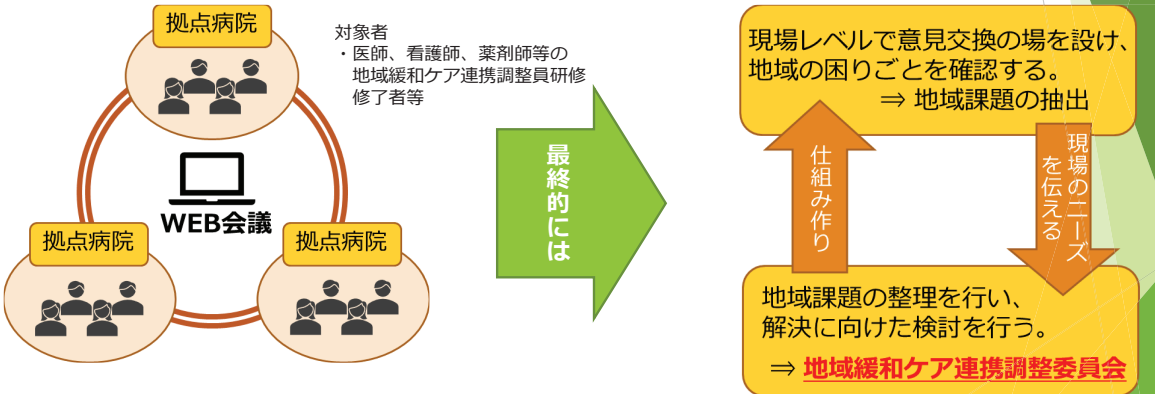 拠点病院
対象者
・医師、看護師、薬剤師等の
地域緩和ケア連携調整員研修
修了者等
WEB会議
拠点病院
拠点病院
最終的には
現場レベルで意見交換の場を設け、
地域の困りごとを確認する。
⇒ 地域課題の抽出
仕組み作り
現場のニーズ
を伝える
地域課題の整理を行い、
解決に向けた検討を行う。
⇒ 地域緩和ケア連携調整委員会